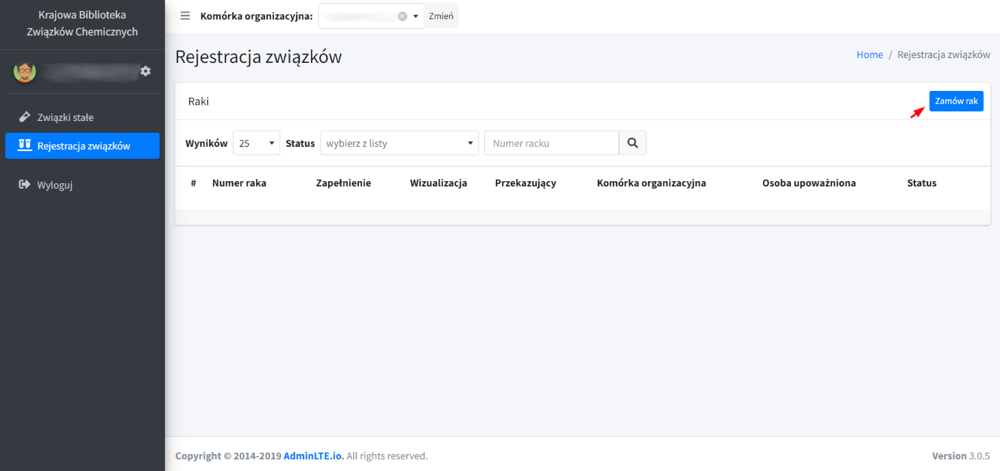 Krajowa Biblioteka
Związków Chemicznych
Związki stałe
Rejestracja związków
Wyloguj
Komórka organizacyjna: Zmień
Rejestracja związków
Home / Rejestracja związków
Raki
Zamów rak
Wyników 25 Status wybierz z listy Numer racku
# Numer raka Zapełnienie Wizualizacja Przekazujący Komórka organizacyjna Osoba upoważniona Status
Copyright © 2014-2019 AdminLTE.io. All rights reserved.
Version 3.0.5